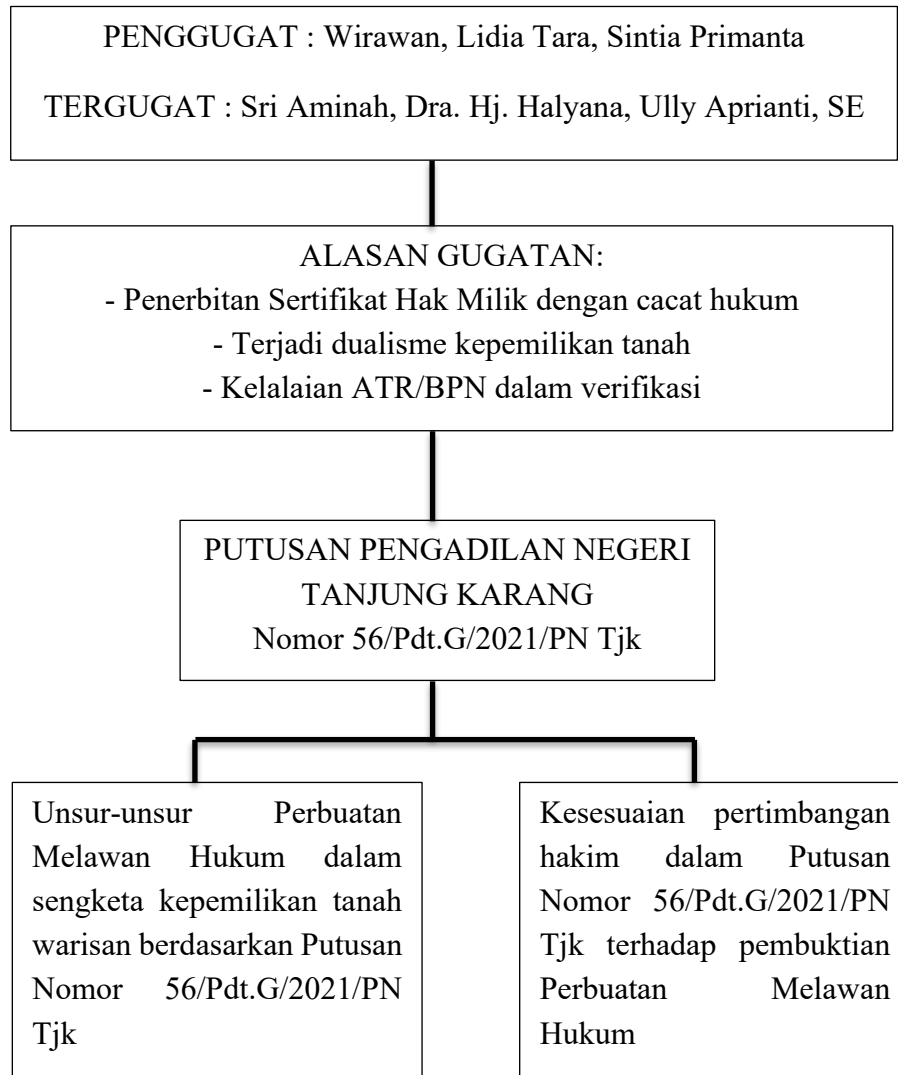 PENGGUGAT : Wirawan, Lidia Tara, Sintia Primanta
TERGUGAT : Sri Aminah, Dra. Hj. Halyana, Ully Aprianti, SE
ALASAN GUGATAN:
- Penerbitan Sertifikat Hak Milik dengan cacat hukum
- Terjadi dualisme kepemilikan tanah
- Kelalaian ATR/BPN dalam verifikasi
PUTUSAN PENGADILAN NEGERI
TANJUNG KARANG
Nomor 56/Pdt.G/2021/PN Tjk
Unsur-unsur Perbuatan
Melawan Hukum dalam
sengketa kepemilikan tanah
warisan berdasarkan Putusan
Nomor 56/Pdt.G/2021/PN
Tjk
Kesesuaian pertimbangan
hakim dalam Putusan
Nomor 56/Pdt.G/2021/PN
Tjk terhadap pembuktian
Perbuatan Melawan
Hukum